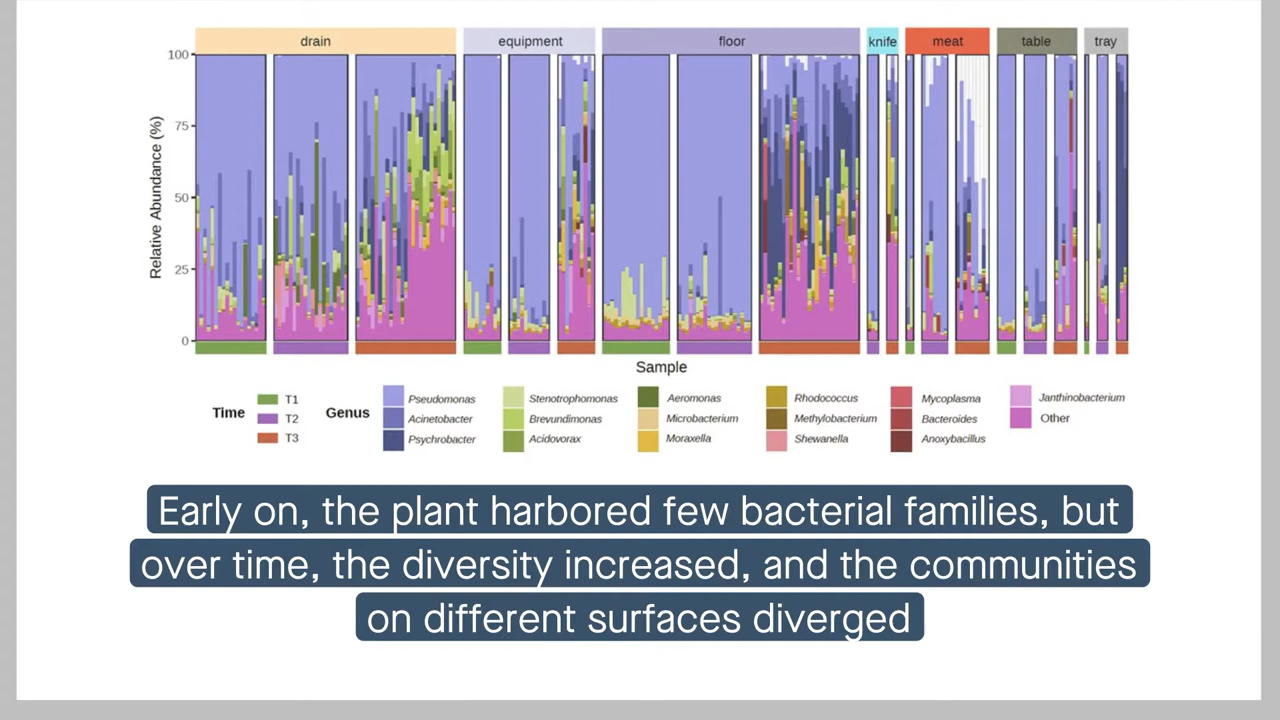 drain equipment floor knife meat table tray
Relative Abundance (%)
100
75
50
25
0
Sample
Time
T1
T2
T3
Genus
Pseudomonas
Acinetobacter
Psychrobacter
Stenotrophomonas
Brevundimonas
Acidovorax
Aeromonas
Microbacterium
Moraxella
Rhodococcus
Methylobacterium
Shewanella
Mycoplasma
Bacteroides
Anoxybacillus
Janthinobacterium
Other
Early on, the plant harbored few bacterial families, but
over time, the diversity increased, and the communities
on different surfaces diverged